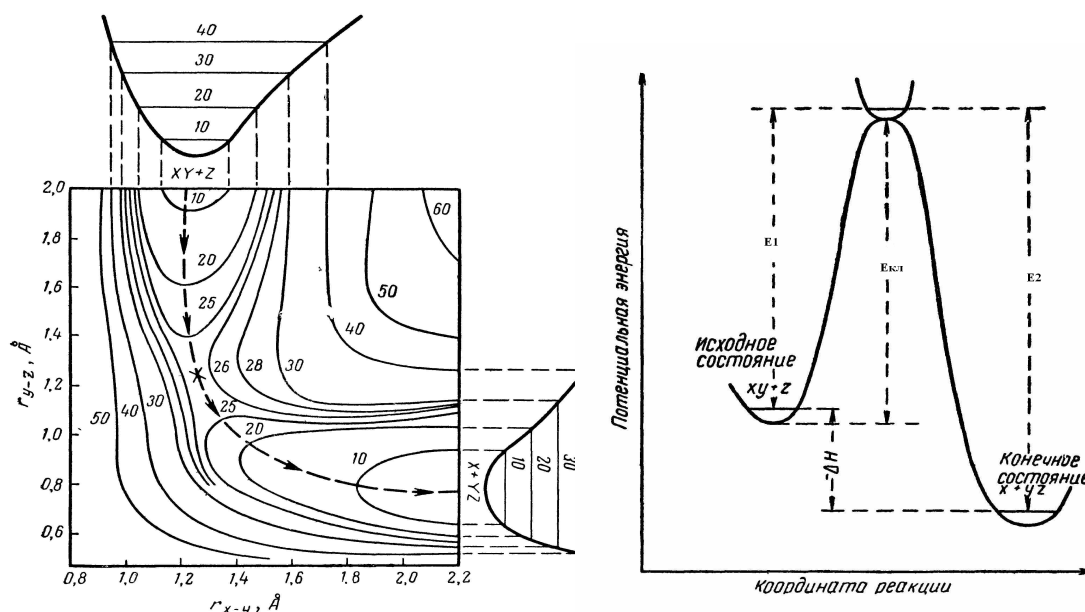 40
30
20
10
XY+Z
2,0
1,8
1,6
1,4
1,2
1,0
0,8
0,6
r y-z, Å
10
20
25
26
28
30
40
50
60
25
20
10
50
40
30
X+YZ
10
20
30
0,8
1,0
1,2
1,4
1,6
1,8
2,0
2,2
r x-y, Å
Потенциальная энергия
E1
Eкл
E2
Исходное
состояние
xy+z
-ΔH
Конечное
состояние
x+yz
Координата реакции